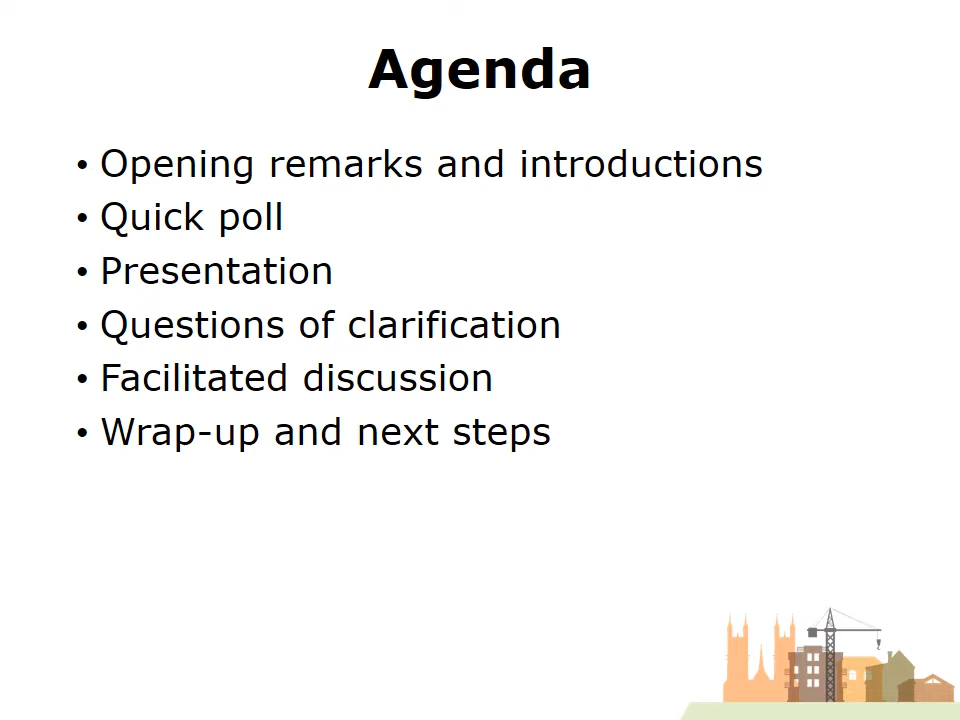 Agenda
• Opening remarks and introductions
• Quick poll
• Presentation
• Questions of clarification
• Facilitated discussion
• Wrap-up and next steps